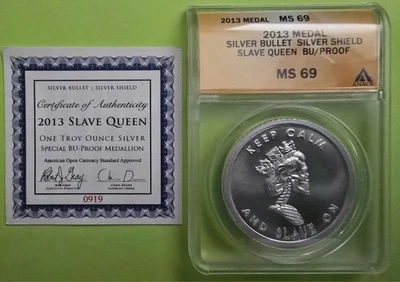 SILVER BULLET | SILVER SHIELD
Certificate of Authenticity
2013 SLAVE QUEEN
ONE TROY OUNCE SILVER
SPECIAL BU-PROOF MEDALLION
American Open Currency Standard Approved
0919
2013 MEDAL MS 69
2013 MEDAL
SILVER BULLET SILVER SHIELD
SLAVE QUEEN BU/PROOF
MS 69
KEEP CALM
AND SLAVE ON